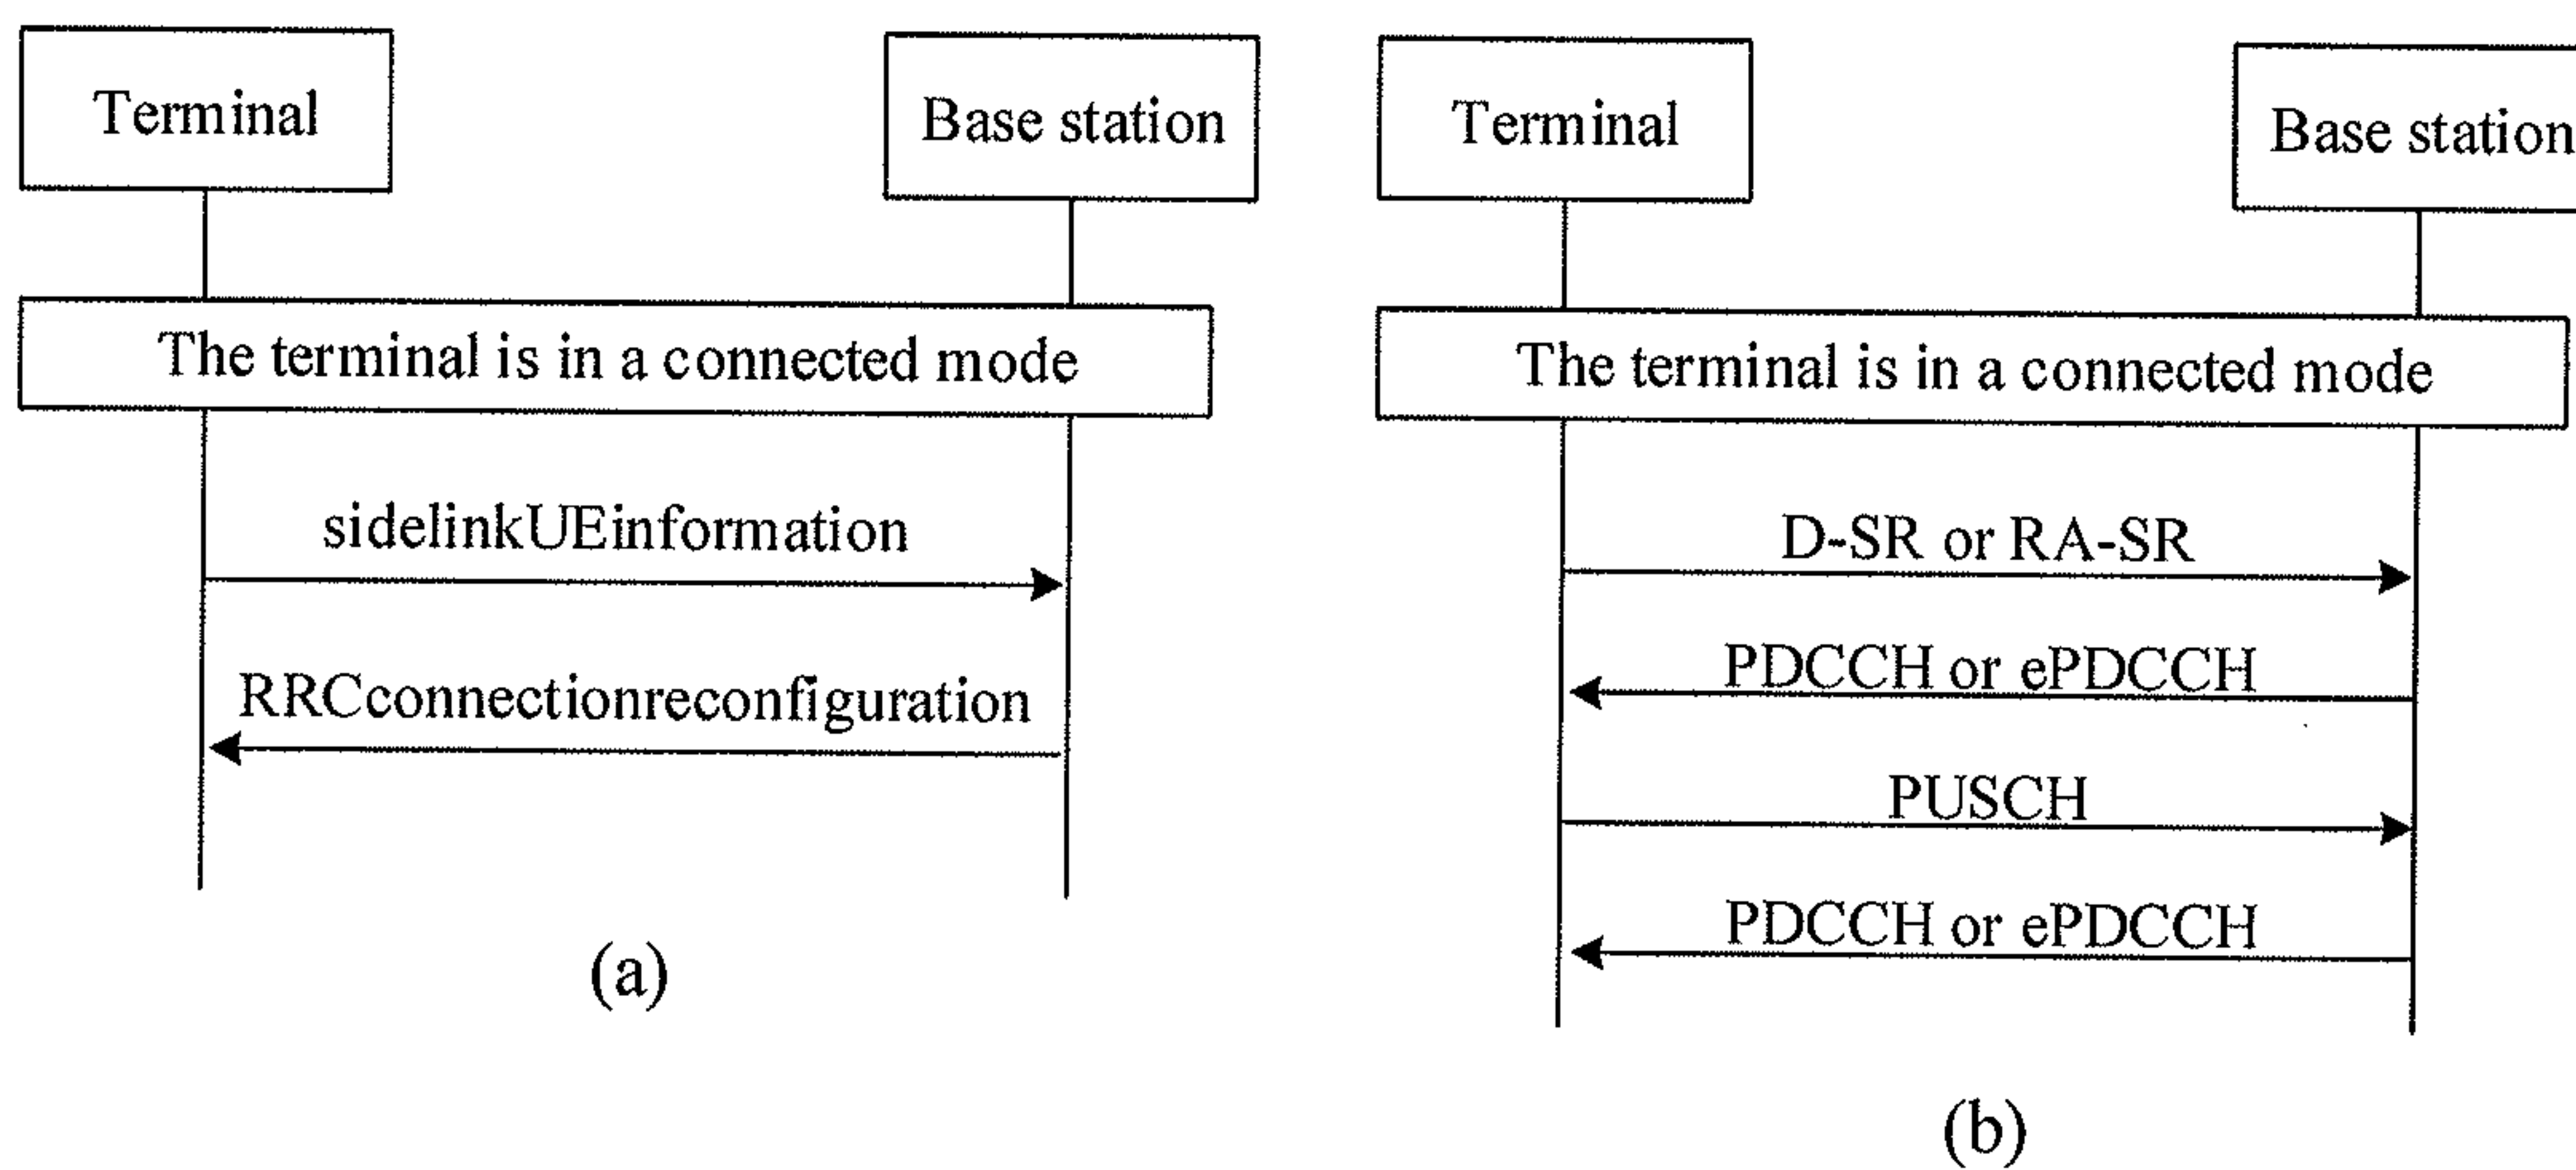 Terminal
Base station
The terminal is in a connected mode
sidelinkUEinformation
RRCconnectionreconfiguration
(a)
Terminal
Base station
The terminal is in a connected mode
D-SR or RA-SR
PDCCH or ePDCCH
PUSCH
PDCCH or ePDCCH
(b)